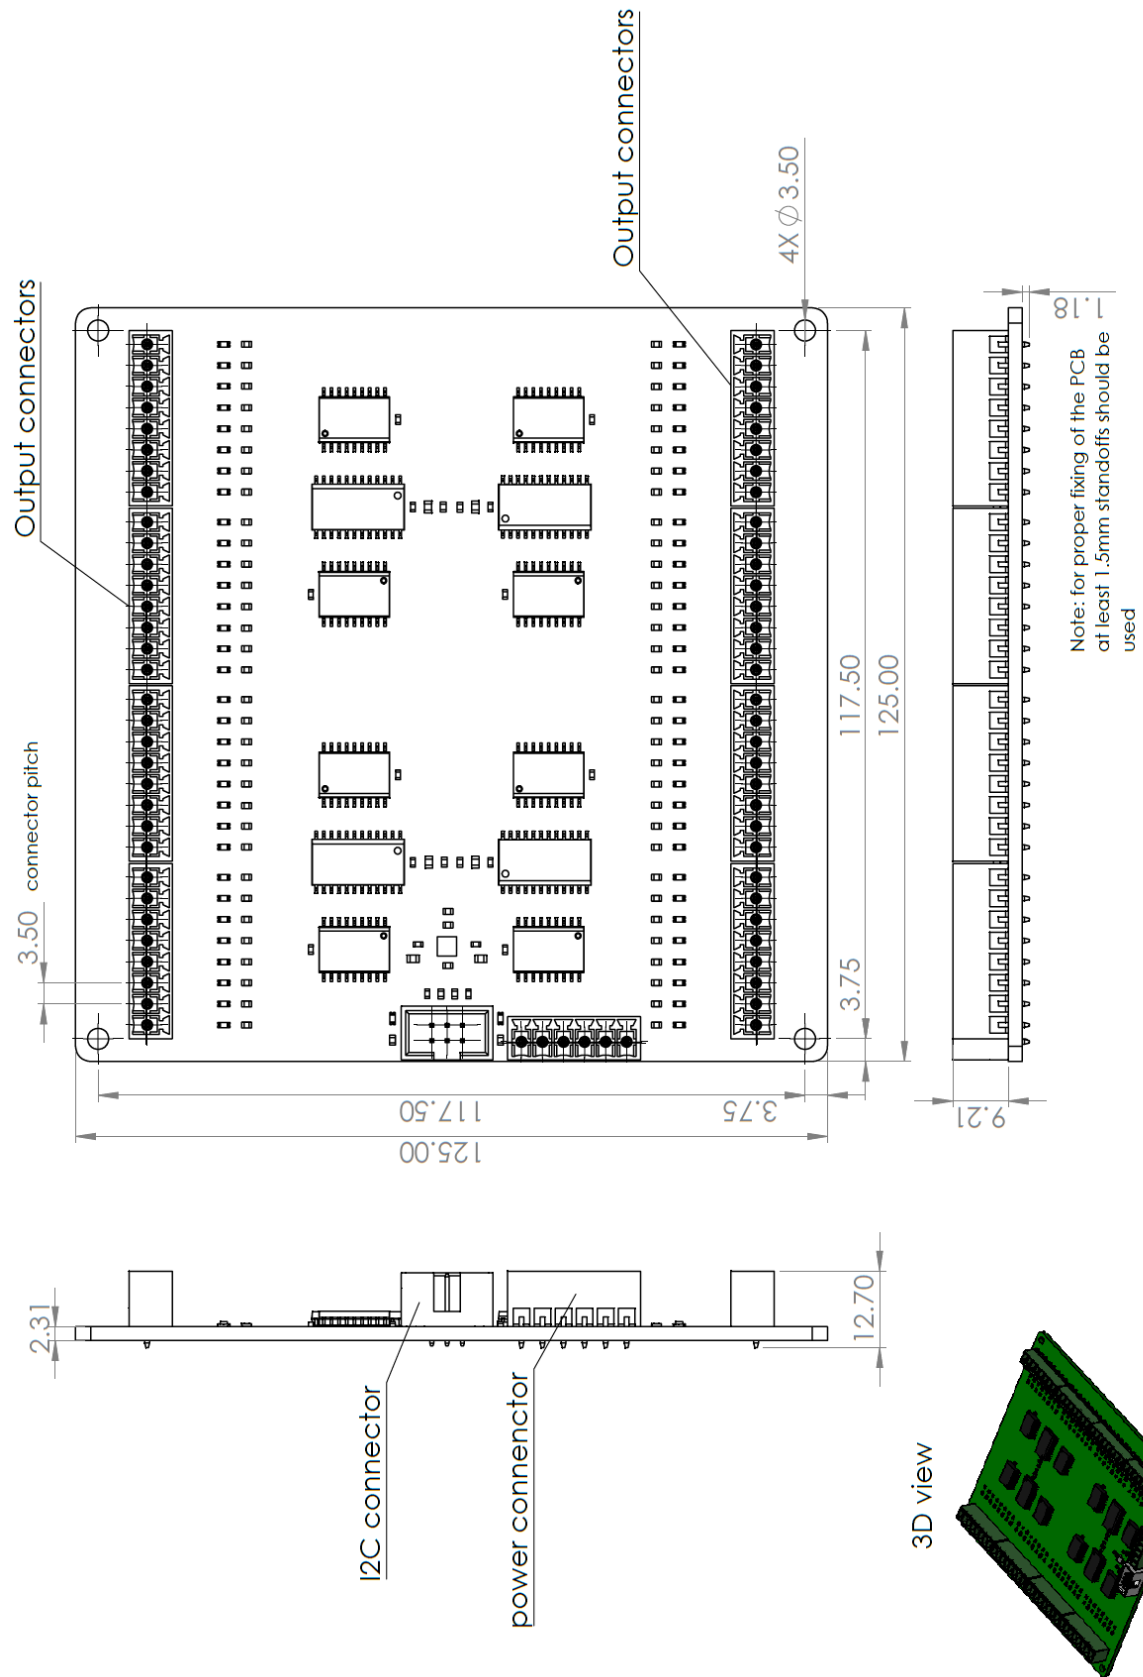 Output connectors
Output connectors
connector pitch
3.50
4X Ø 3.50
117.50
125.00
3.75
117.50
125.00
3.75
1.18
Note: for proper fixing of the PCB
at least 1.5mm standoffs should be
used
9.21
2.31
12.70
I2C connector
power connenctor
3D view